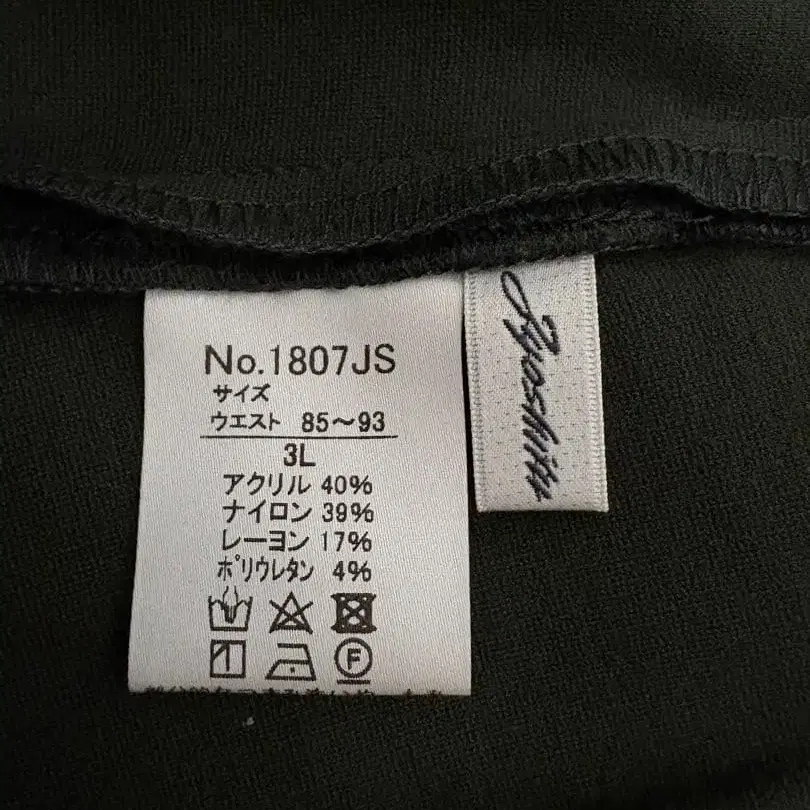 No.1807JS
サイズ
ウエスト 85〜93
3L
アクリル 40%
ナイロン 39%
レーヨン 17%
ポリウレタン 4%
F